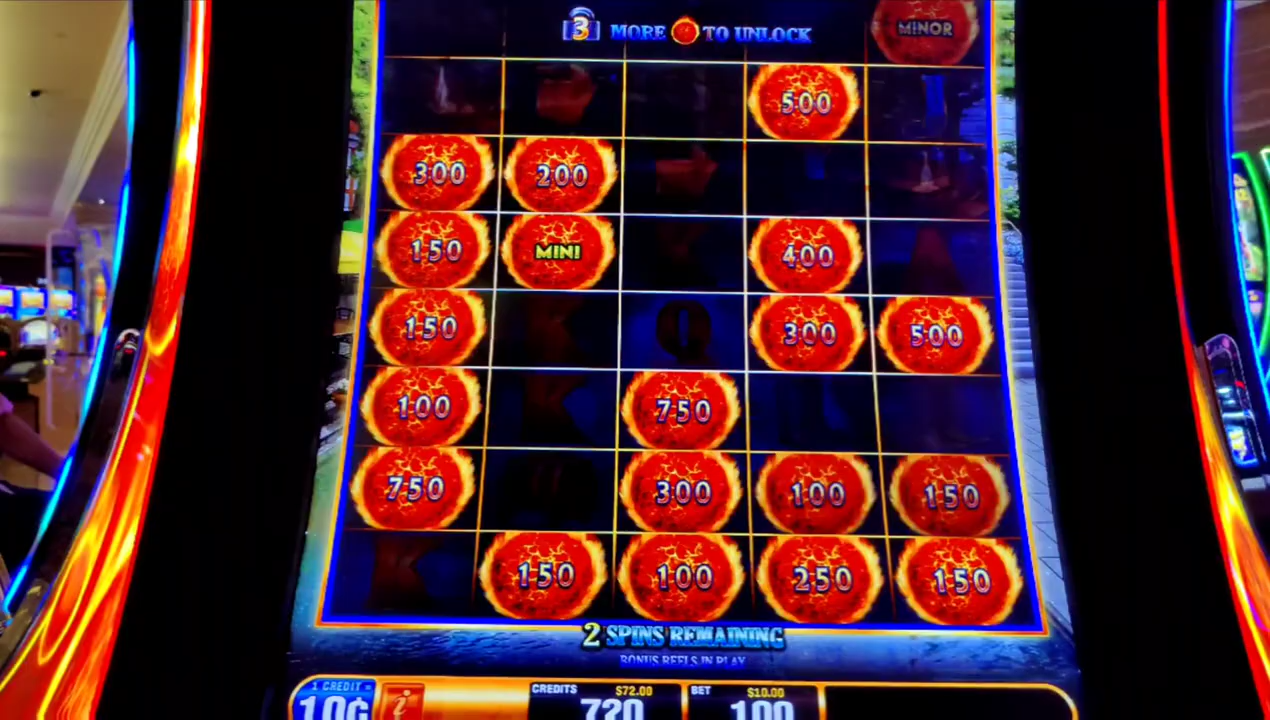 3 MORE TO UNLOCK
MINOR
500
300 200
150 MINI 400
150 300 500
100 750
750 300 100 150
150 100 250 150
2 SPINS REMAINING
BONUS REELS IN PLAY
1 CREDIT = CREDITS $72.00 BET $10.00
10¢ i 720 100